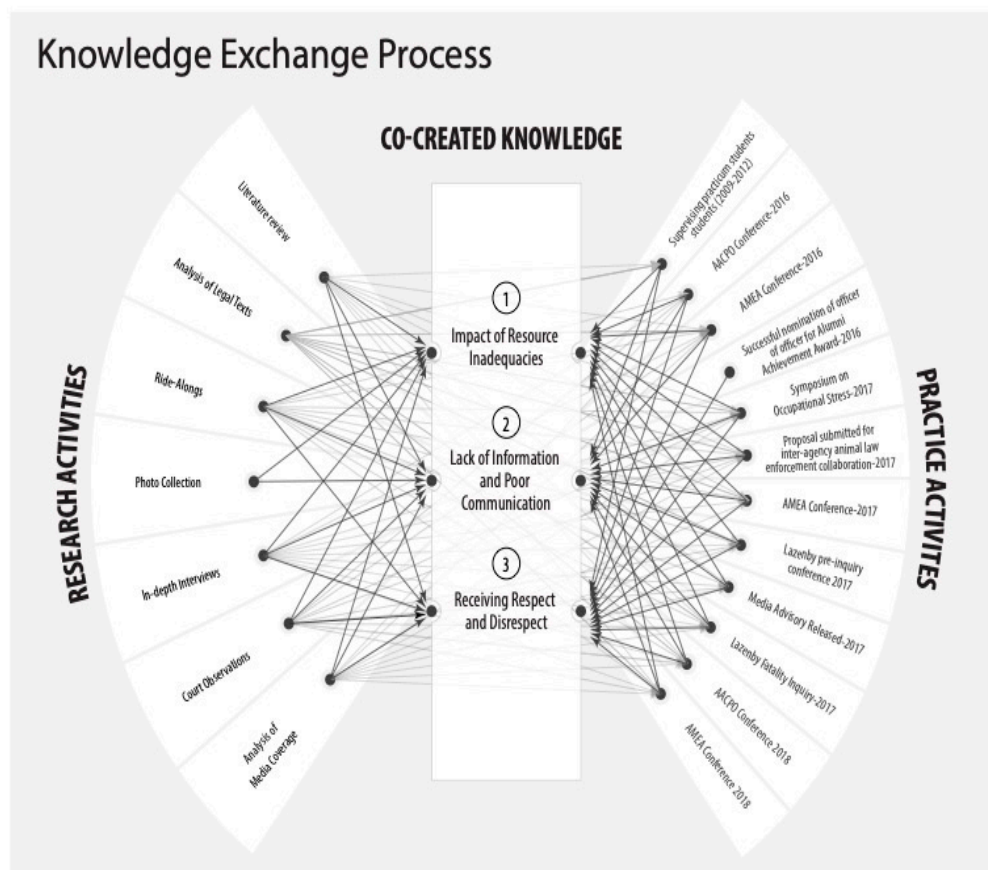 Knowledge Exchange Process
CO-CREATED KNOWLEDGE
RESEARCH ACTIVITIES
Literature review
Analysis of Legal Texts
Ride-Alongs
Photo Collection
In-depth Interviews
Court Observations
Analysis of
Media Coverage
1
Impact of Resource
Inadequacies
2
Lack of Information
and Poor
Communication
3
Receiving Respect
and Disrespect
Supervising practicum students
students (2009-2012)
AACPO Conference-2016
AMEA Conference-2016
Successful nomination of officer
of officer for Alumni
Achievement Award-2016
Symposium on
Occupational Stress-2017
Proposal submitted for
inter-agency animal law
enforcement collaboration-2017
AMEA Conference-2017
Lazenby pre-inquiry
conference 2017
Media Advisory Released-2017
Lazenby Fatality Inquiry-2017
AACPO Conference 2018
AMEA Conference 2018
PRACTICE ACTIVITES